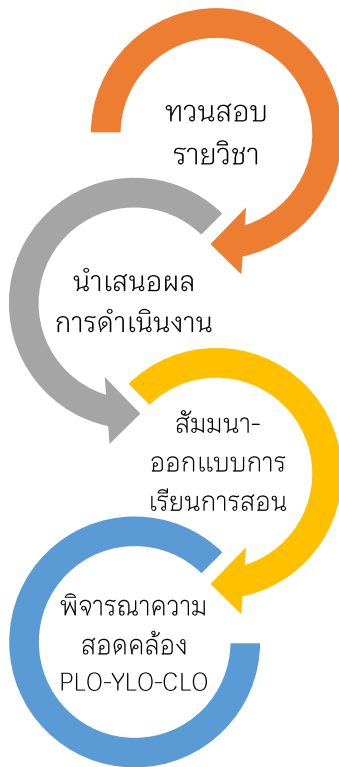 ทวนสอบ
รายวิชา
นำเสนอผล
การดำเนินงาน
สัมมนา-
ออกแบบการ
เรียนการสอน
พิจารณาความ
สอดคล้อง
PLO-YLO-CLO